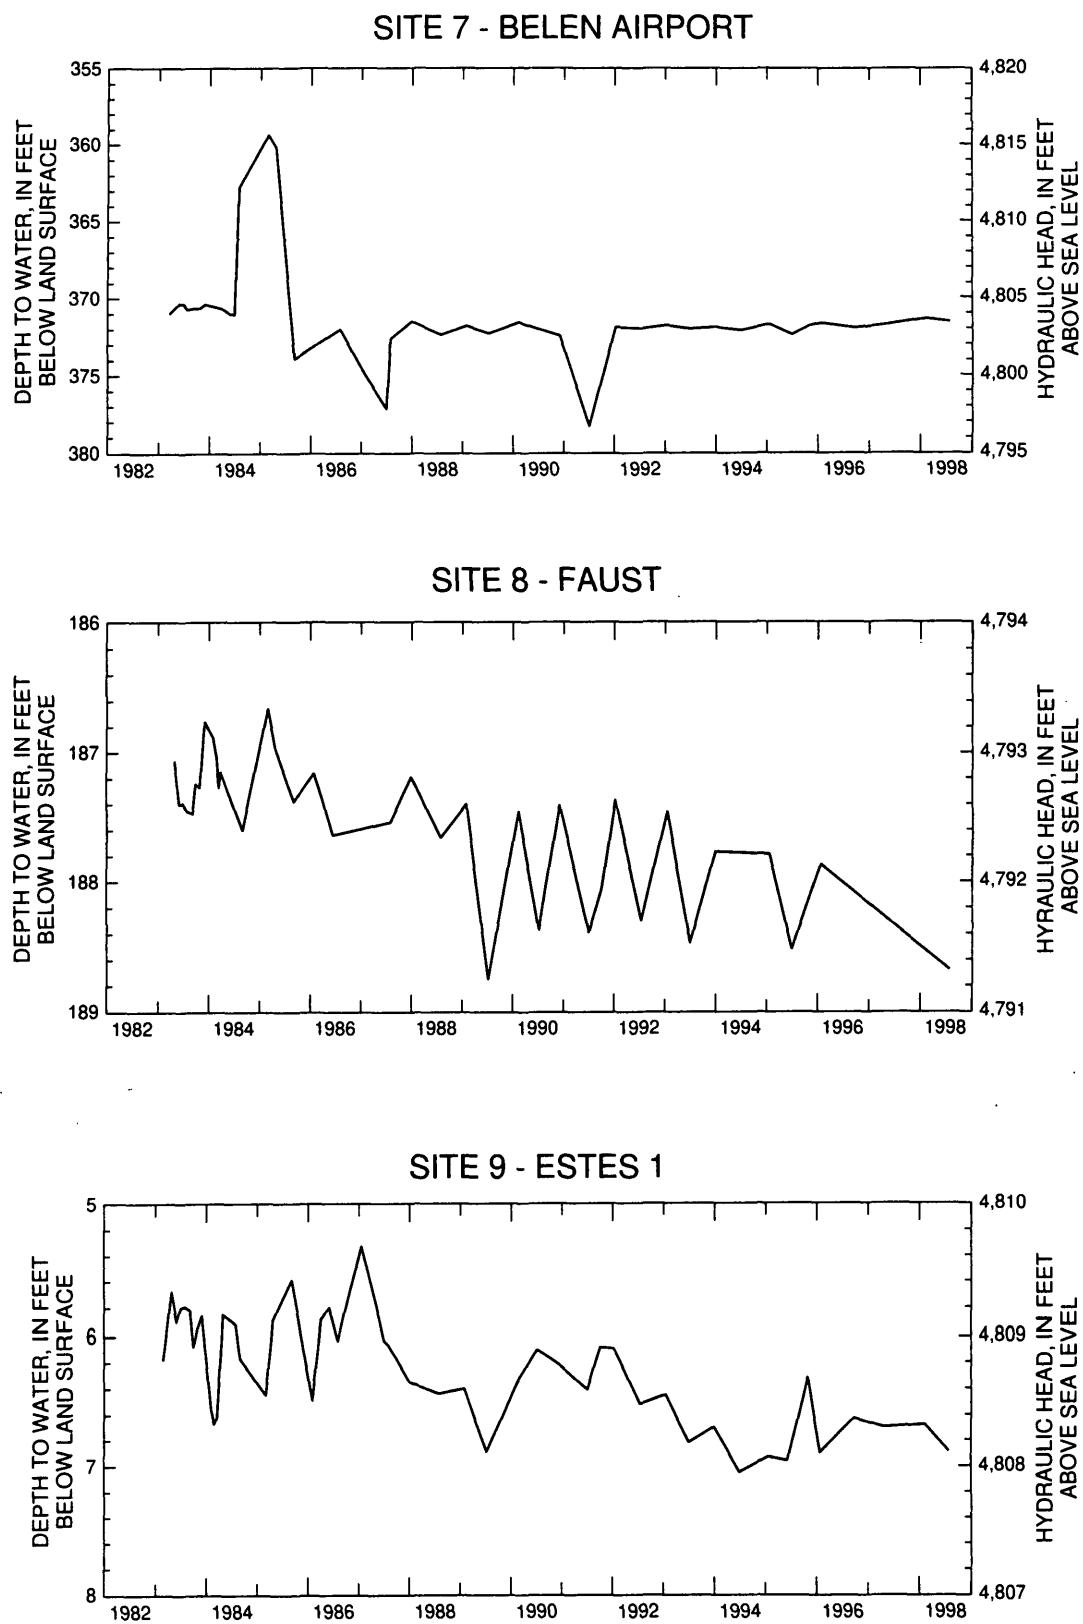 SITE 7 - BELEN AIRPORT
DEPTH TO WATER, IN FEET
BELOW LAND SURFACE
355
360
365
370
375
380
4,820
4,815
4,810
4,805
4,800
4,795
HYDRAULIC HEAD, IN FEET
ABOVE SEA LEVEL
1982 1984 1986 1988 1990 1992 1994 1996 1998
SITE 8 - FAUST
DEPTH TO WATER, IN FEET
BELOW LAND SURFACE
186
187
188
189
4,794
4,793
4,792
4,791
HYRAULIC HEAD, IN FEET
ABOVE SEA LEVEL
1982 1984 1986 1988 1990 1992 1994 1996 1998
SITE 9 - ESTES 1
DEPTH TO WATER, IN FEET
BELOW LAND SURFACE
5
6
7
8
4,810
4,809
4,808
4,807
HYDRAULIC HEAD, IN FEET
ABOVE SEA LEVEL
1982 1984 1986 1988 1990 1992 1994 1996 1998